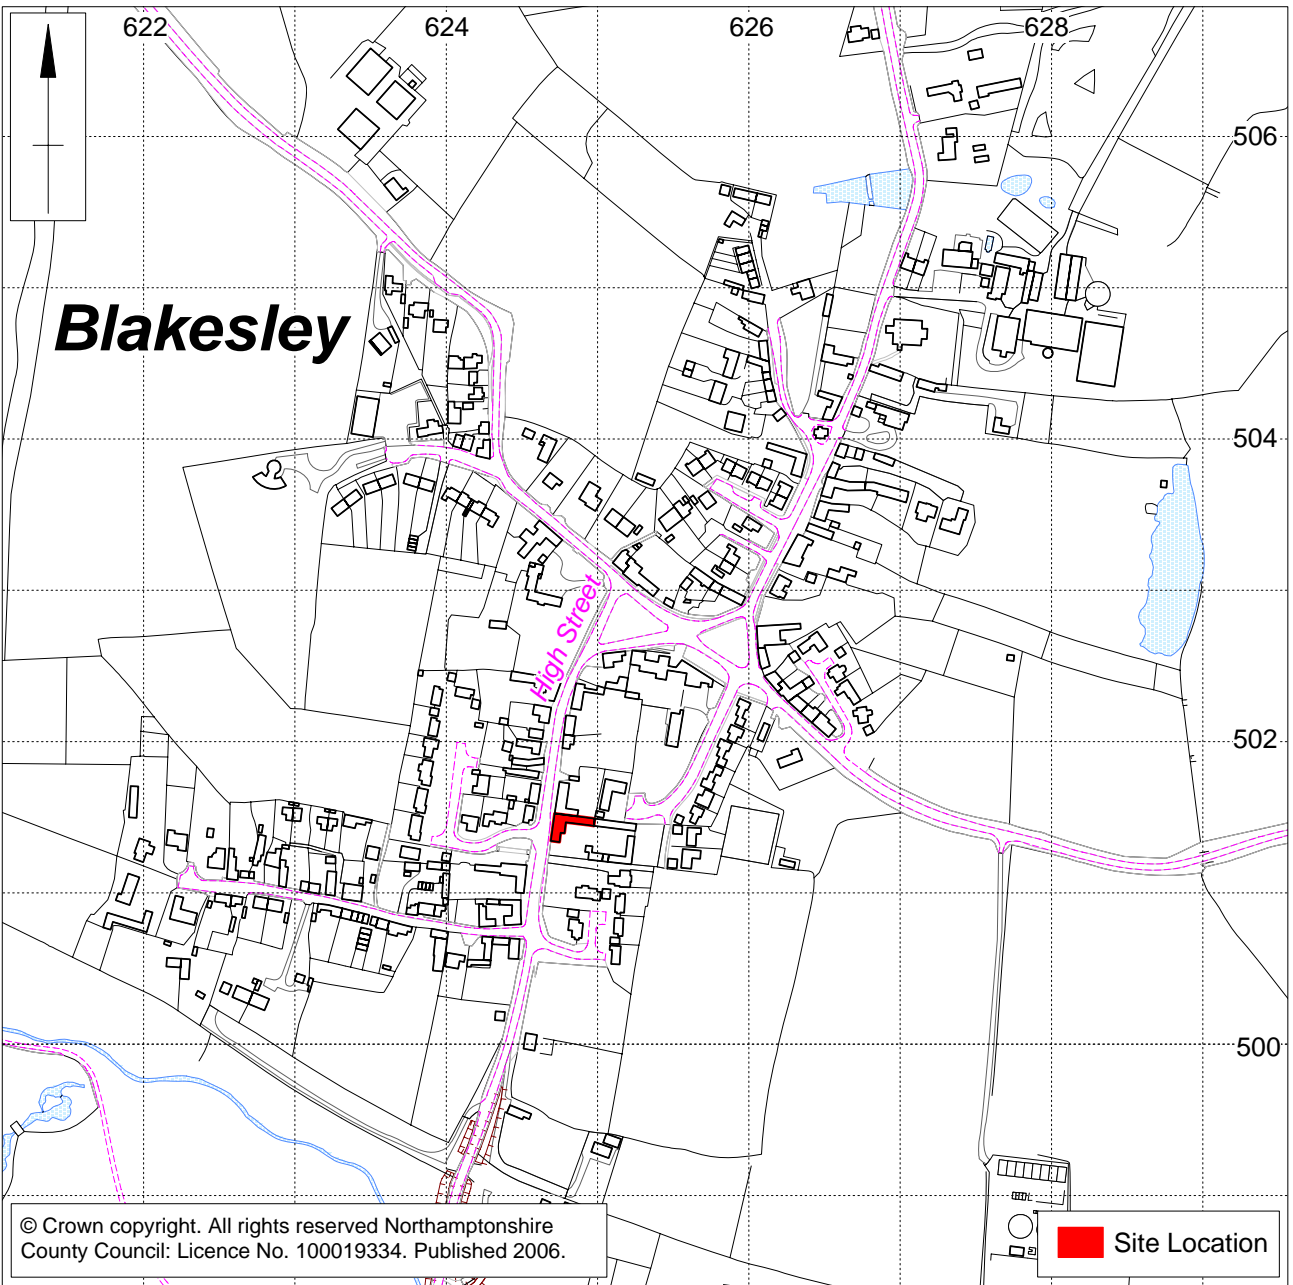 622
624
626
628
506
Blakesley
504
High Street
502
500
© Crown copyright. All rights reserved Northamptonshire
County Council: Licence No. 100019334. Published 2006.
Site Location